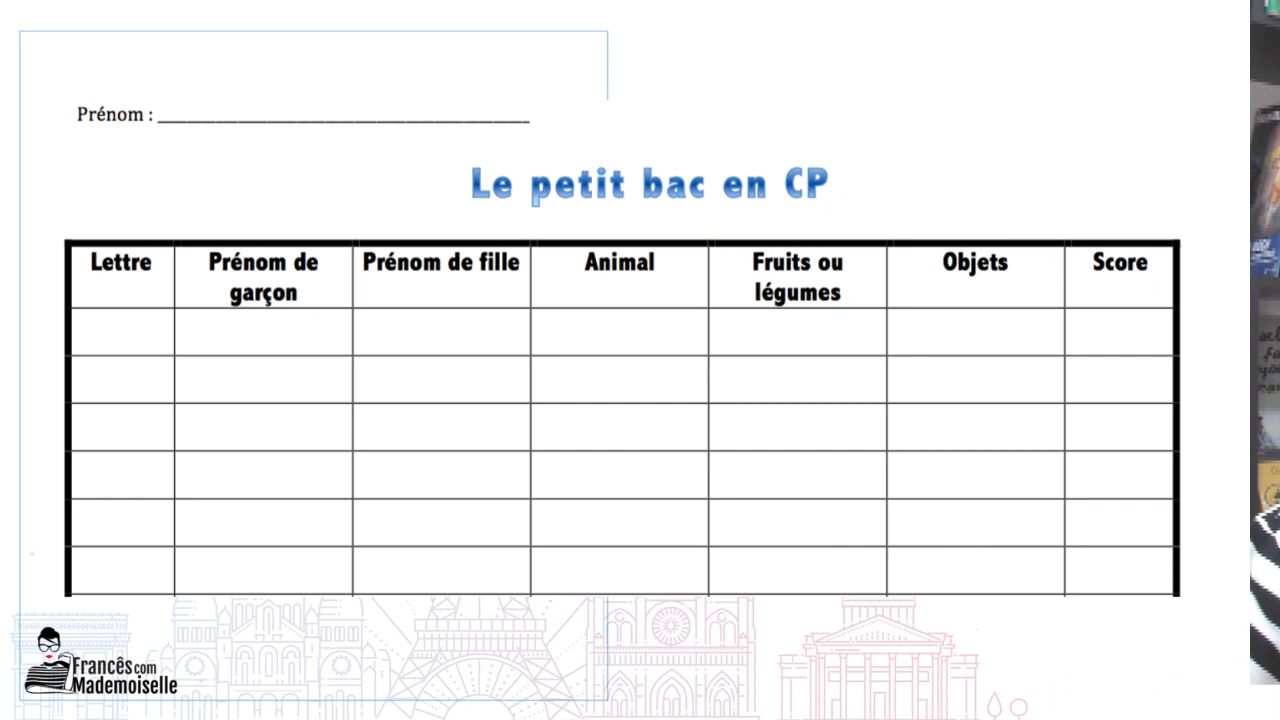 Prénom : ______________________________________
Le petit bac en CP
Lettre
Prénom de
garçon
Prénom de fille
Animal
Fruits ou
légumes
Objets
Score
Francês com
Mademoiselle